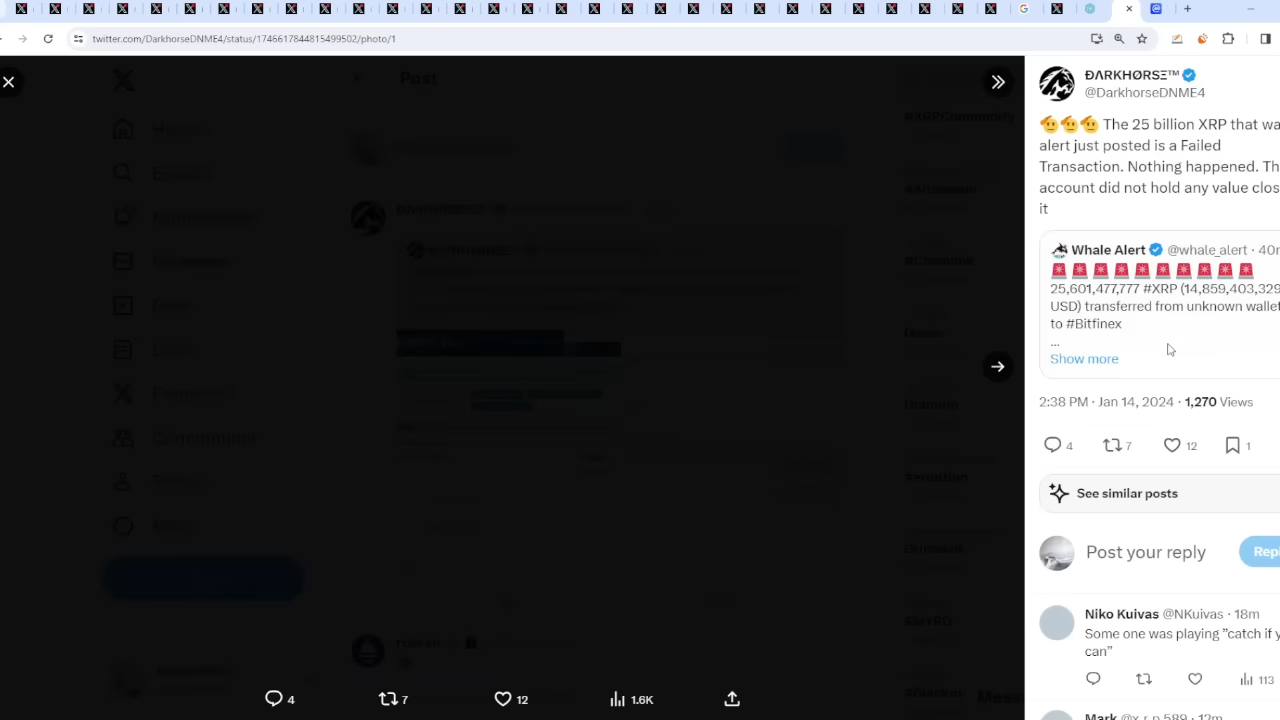 twitter.com/DarkhorseDNME4/status/1746617844815499502/photo/1
Post
#XRPCommunity
ÐΛRKHØRSΞ™
@DarkhorseDNME4
🫡🫡🫡 The 25 billion XRP that wa
alert just posted is a Failed
Transaction. Nothing happened. Th
account did not hold any value clos
it
Whale Alert @whale_alert · 40m
🚨🚨🚨🚨🚨🚨🚨🚨🚨🚨
25,601,477,777 #XRP (14,859,403,329
USD) transferred from unknown wallet
to #Bitfinex
...
Show more
2:38 PM · Jan 14, 2024 · 1,270 Views
4 7 12 1
See similar posts
Post your reply
Repl
Niko Kuivas @NKuivas · 18m
Some one was playing ”catch if y
can”
113
Mark @x_r_p_589 · 12m
4 7 12 1.6K